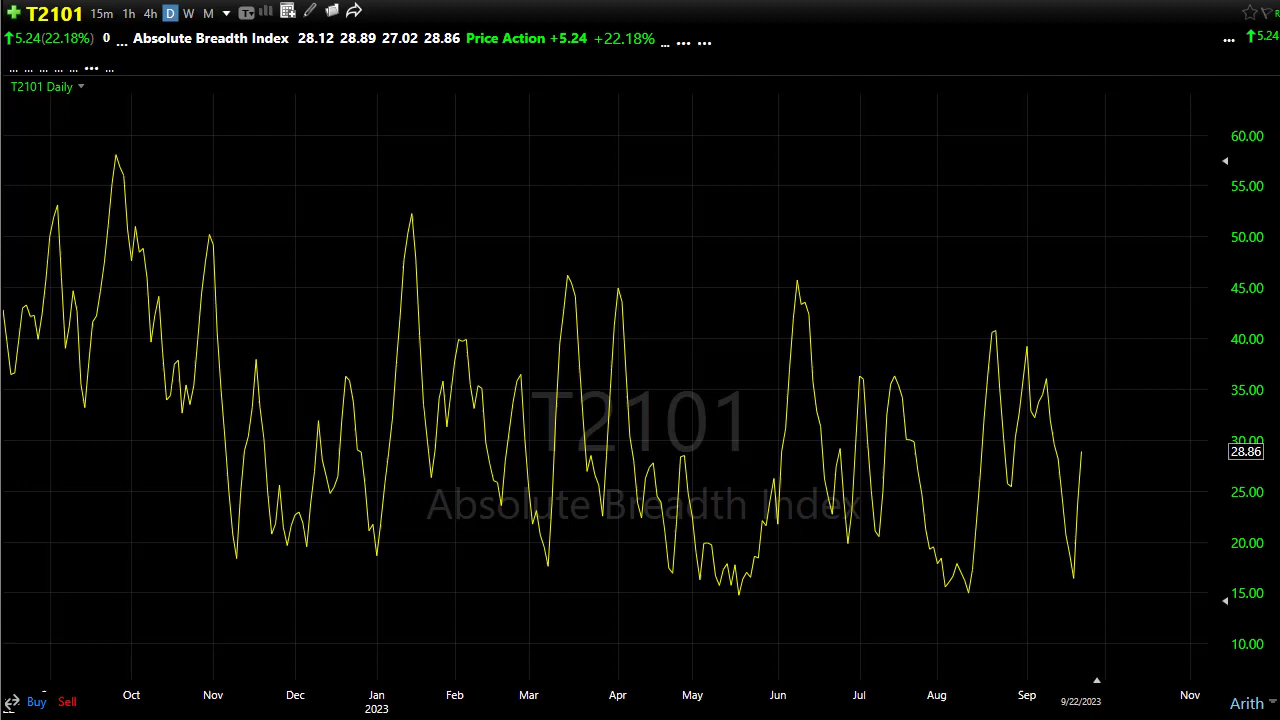 T2101 15m 1h 4h D W M
5.24(22.18%) 0 ... Absolute Breadth Index 28.12 28.89 27.02 28.86 Price Action +5.24 +22.18% ... ... ... ... 5.24
... ... ... ... ... ... ...
T2101 Daily
60.00
55.00
50.00
45.00
40.00
35.00
T2101
30.00
28.86
Absolute Breadth Index
25.00
20.00
15.00
10.00
Oct Nov Dec Jan Feb Mar Apr May Jun Jul Aug Sep Nov
Buy Sell 2023 9/22/2023 Arith